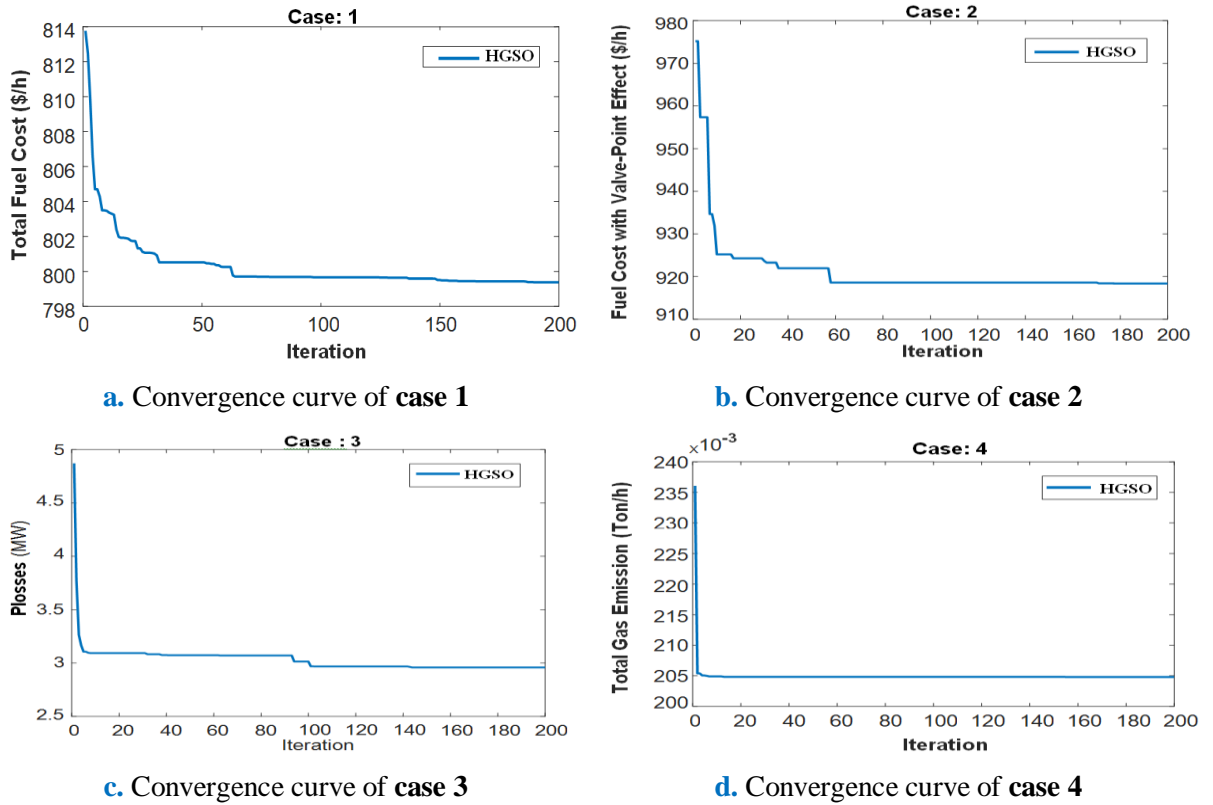 Case: 1
814
812
810
808
806
804
802
800
798
Total Fuel Cost ($/h)
HGSO
0 50 100 150 200
Iteration
a. Convergence curve of case 1
Case: 2
980
970
960
950
940
930
920
910
Fuel Cost with Valve-Point Effect ($/h)
HGSO
0 20 40 60 80 100 120 140 160 180 200
Iteration
b. Convergence curve of case 2
Case : 3
5
4.5
4
3.5
3
2.5
Plosses (MW)
HGSO
0 20 40 60 80 100 120 140 160 180 200
Iteration
c. Convergence curve of case 3
×10⁻³
Case: 4
240
235
230
225
220
215
210
205
200
Total Gas Emission (Ton/h)
HGSO
0 20 40 60 80 100 120 140 160 180 200
Iteration
d. Convergence curve of case 4